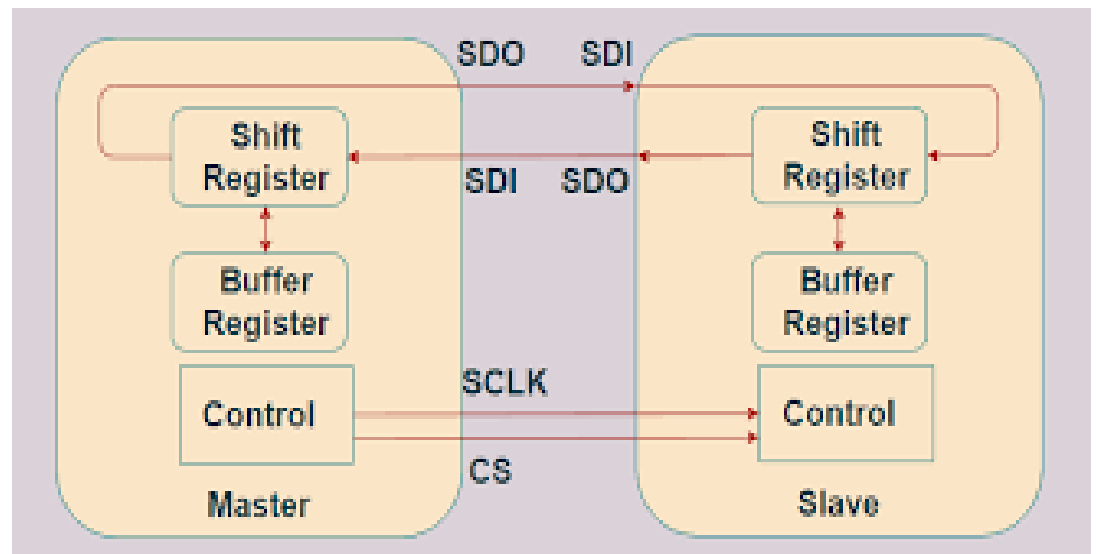 SDO SDI
Shift
Register
Shift
Register
SDI SDO
Buffer
Register
Buffer
Register
SCLK
Control
Control
CS
Master
Slave